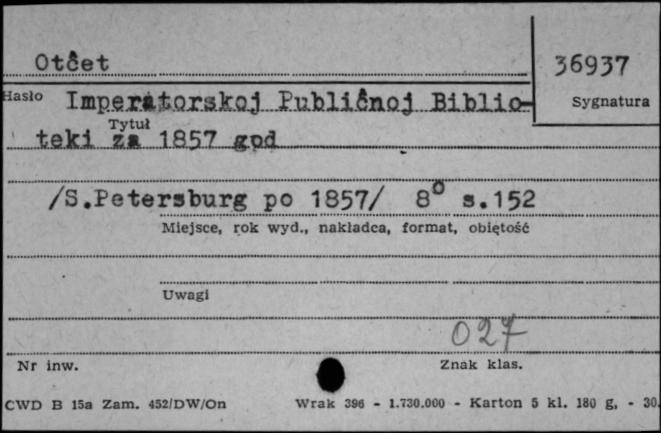 Otčet
36937
Hasło
Imperatorskoj Publičnoj Biblio-
Sygnatura
Tytuł
teki za 1857 god
/S.Petersburg po 1857/ 8° s.152
Miejsce, rok wyd., nakładca, format, objętość
Uwagi
027
Nr inw.
Znak klas.
CWD B 15a Zam. 452/DW/On
Wrak 396 - 1.730.000 - Karton 5 kl. 180 g, - 30.